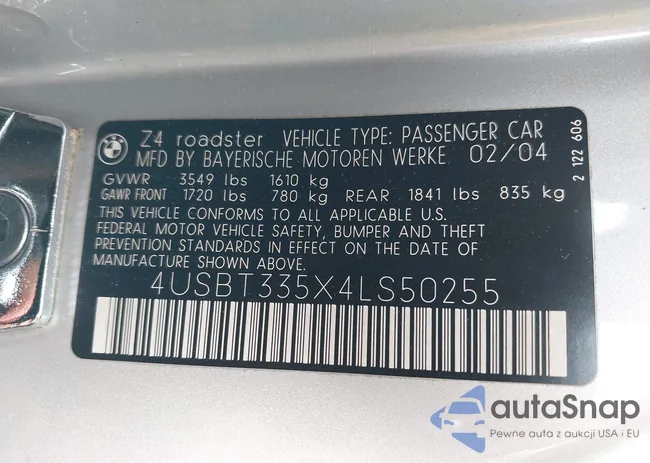 Z4 roadster VEHICLE TYPE: PASSENGER CAR
MFD BY BAYERISCHE MOTOREN WERKE 02/04
GVWR 3549 lbs 1610 kg
GAWR FRONT 1720 lbs 780 kg REAR 1841 lbs 835 kg
THIS VEHICLE CONFORMS TO ALL APPLICABLE U.S.
FEDERAL MOTOR VEHICLE SAFETY, BUMPER AND THEFT
PREVENTION STANDARDS IN EFFECT ON THE DATE OF
MANUFACTURE SHOWN ABOVE.
4USBT335X4LS50255
2 122 606
autoSnap
Pewne auta z aukcji USA i EU